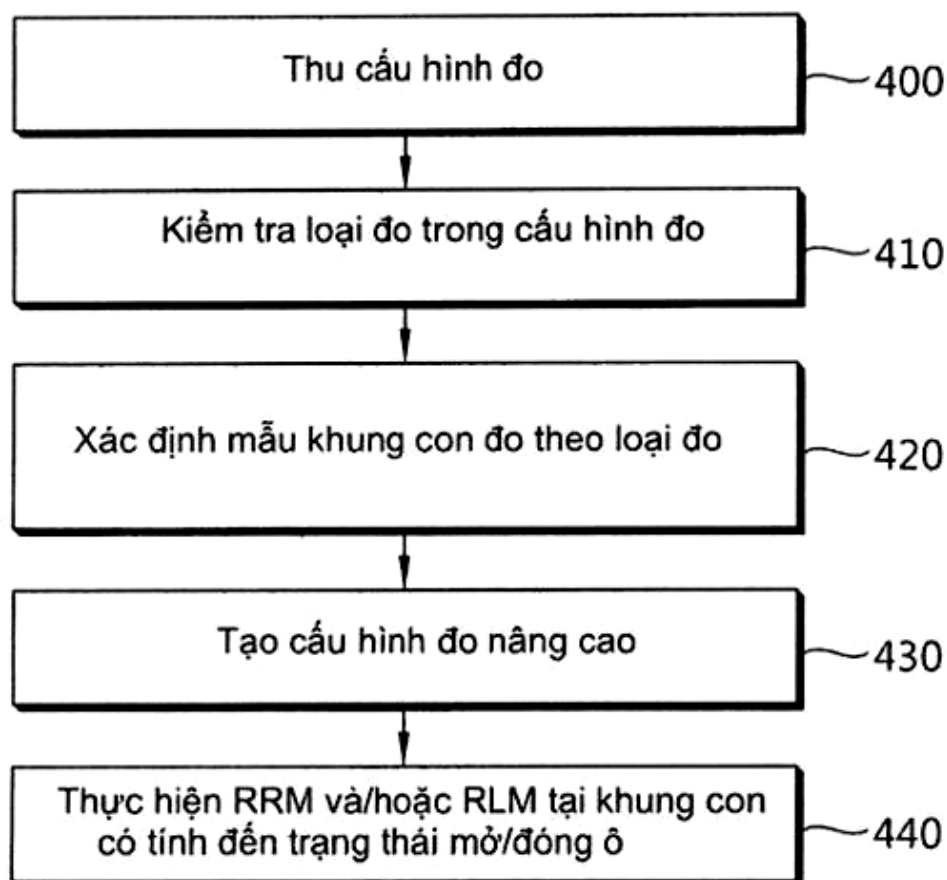 Thu cấu hình đo
400
Kiểm tra loại đo trong cấu hình đo
410
Xác định mẫu khung con đo theo loại đo
420
Tạo cấu hình đo nâng cao
430
Thực hiện RRM và/hoặc RLM tại khung con
có tính đến trạng thái mở/đóng ô
440